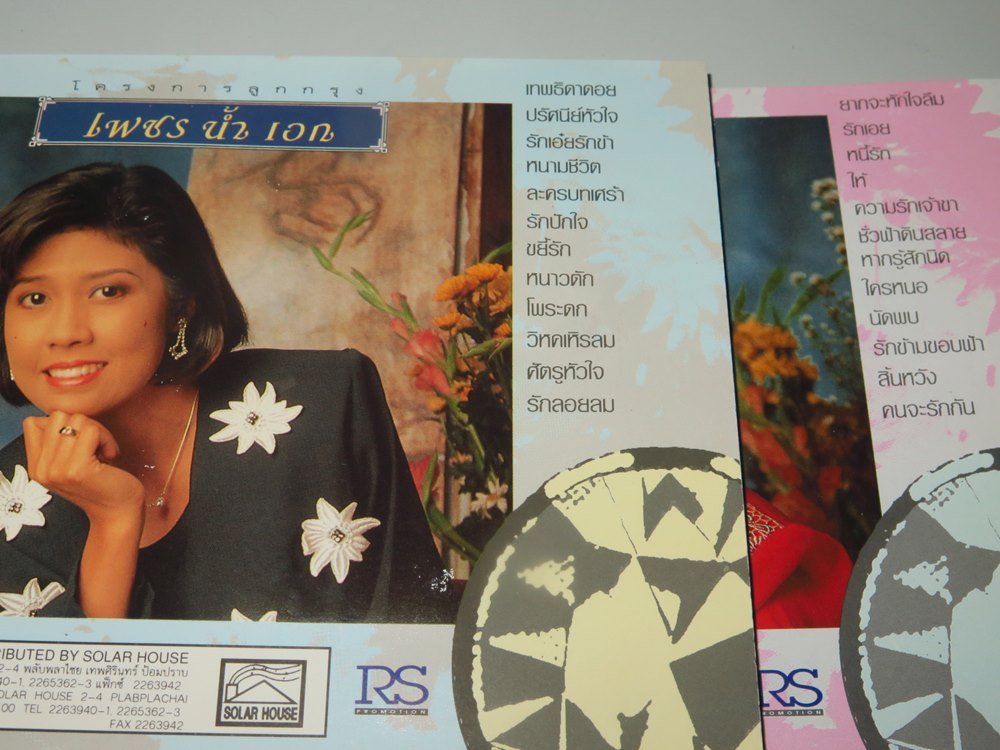 โครงการลูกกรุง
เพชร น้ำ เอก
เทพธิดาดอย
ปรัศนีย์หัวใจ
รักเอ๋ยรักข้า
หนามชีวิต
ละครบทเศร้า
รักปักใจ
ขยี้รัก
หนาวดัก
โพระดก
วิหคเหิรลม
ศัตรูหัวใจ
รักลอยลม
RIBUTED BY SOLAR HOUSE
2-4 พลับพลาไชย เทพศิรินทร์ ป้อมปราบ
40-1. 2265362-3 แฟ็กซ์ 2263942
OLAR HOUSE 2-4 PLABPLACHAI
00 TEL 2263940-1. 2265362-3
FAX 2263942
SOLAR HOUSE
RS
PROMOTION
ยากจะหักใจลืม
รักเอย
หนี้รัก
ให้
ความรักเจ้าขา
ชั่วฟ้าดินสลาย
หากรู้สักนิด
ใครหนอ
นัดพบ
รักข้ามขอบฟ้า
สิ้นหวัง
คนจะรักกัน
RS
PROMOTION